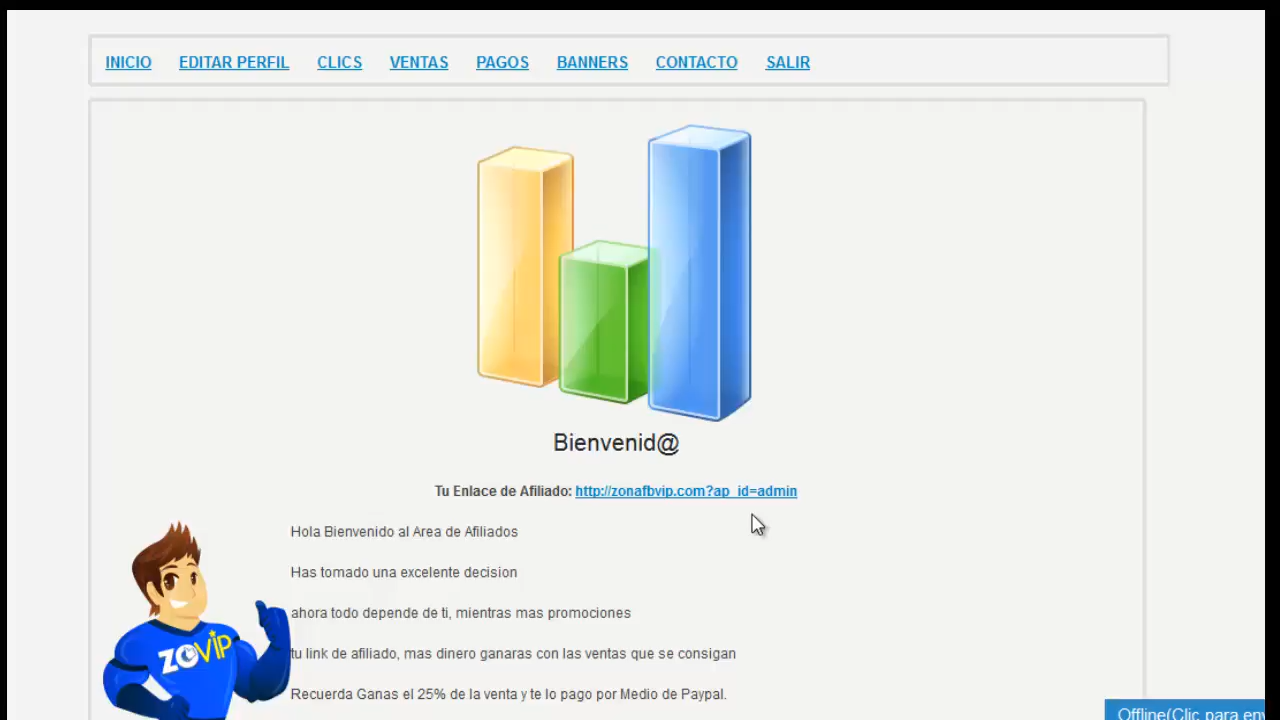 INICIO EDITAR PERFIL CLICS VENTAS PAGOS BANNERS CONTACTO SALIR
Bienvenid@
Tu Enlace de Afiliado: http://zonafbvip.com?ap_id=admin
Hola Bienvenido al Area de Afiliados
Has tomado una excelente decision
ahora todo depende de ti, mientras mas promociones
ZOVIP
tu link de afiliado, mas dinero ganaras con las ventas que se consigan
Recuerda Ganas el 25% de la venta y te lo pago por Medio de Paypal.
Offline(Clic para env